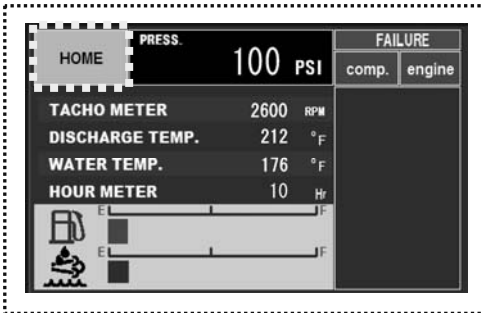 HOME PRESS. 100 PSI FAILURE
comp. engine
TACHO METER 2600 RPM
DISCHARGE TEMP. 212 °F
WATER TEMP. 176 °F
HOUR METER 10 Hr
E F
E F